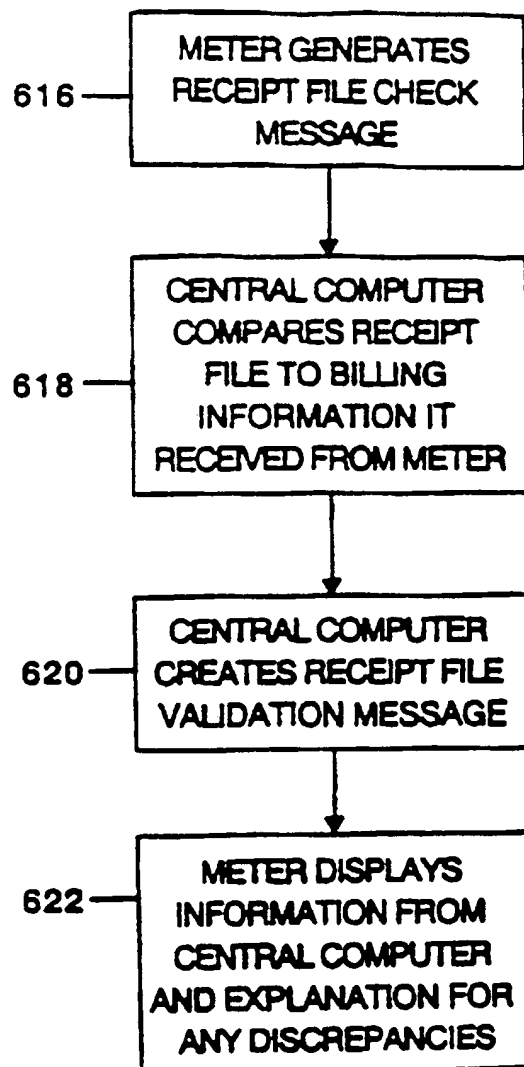 METER GENERATES
616
RECEIPT FILE CHECK
MESSAGE
CENTRAL COMPUTER
COMPARES RECEIPT
618
FILE TO BILLING
INFORMATION IT
RECEIVED FROM METER
CENTRAL COMPUTER
620
CREATES RECEIPT FILE
VALIDATION MESSAGE
METER DISPLAYS
622
INFORMATION FROM
CENTRAL COMPUTER
AND EXPLANATION FOR
ANY DISCREPANCIES